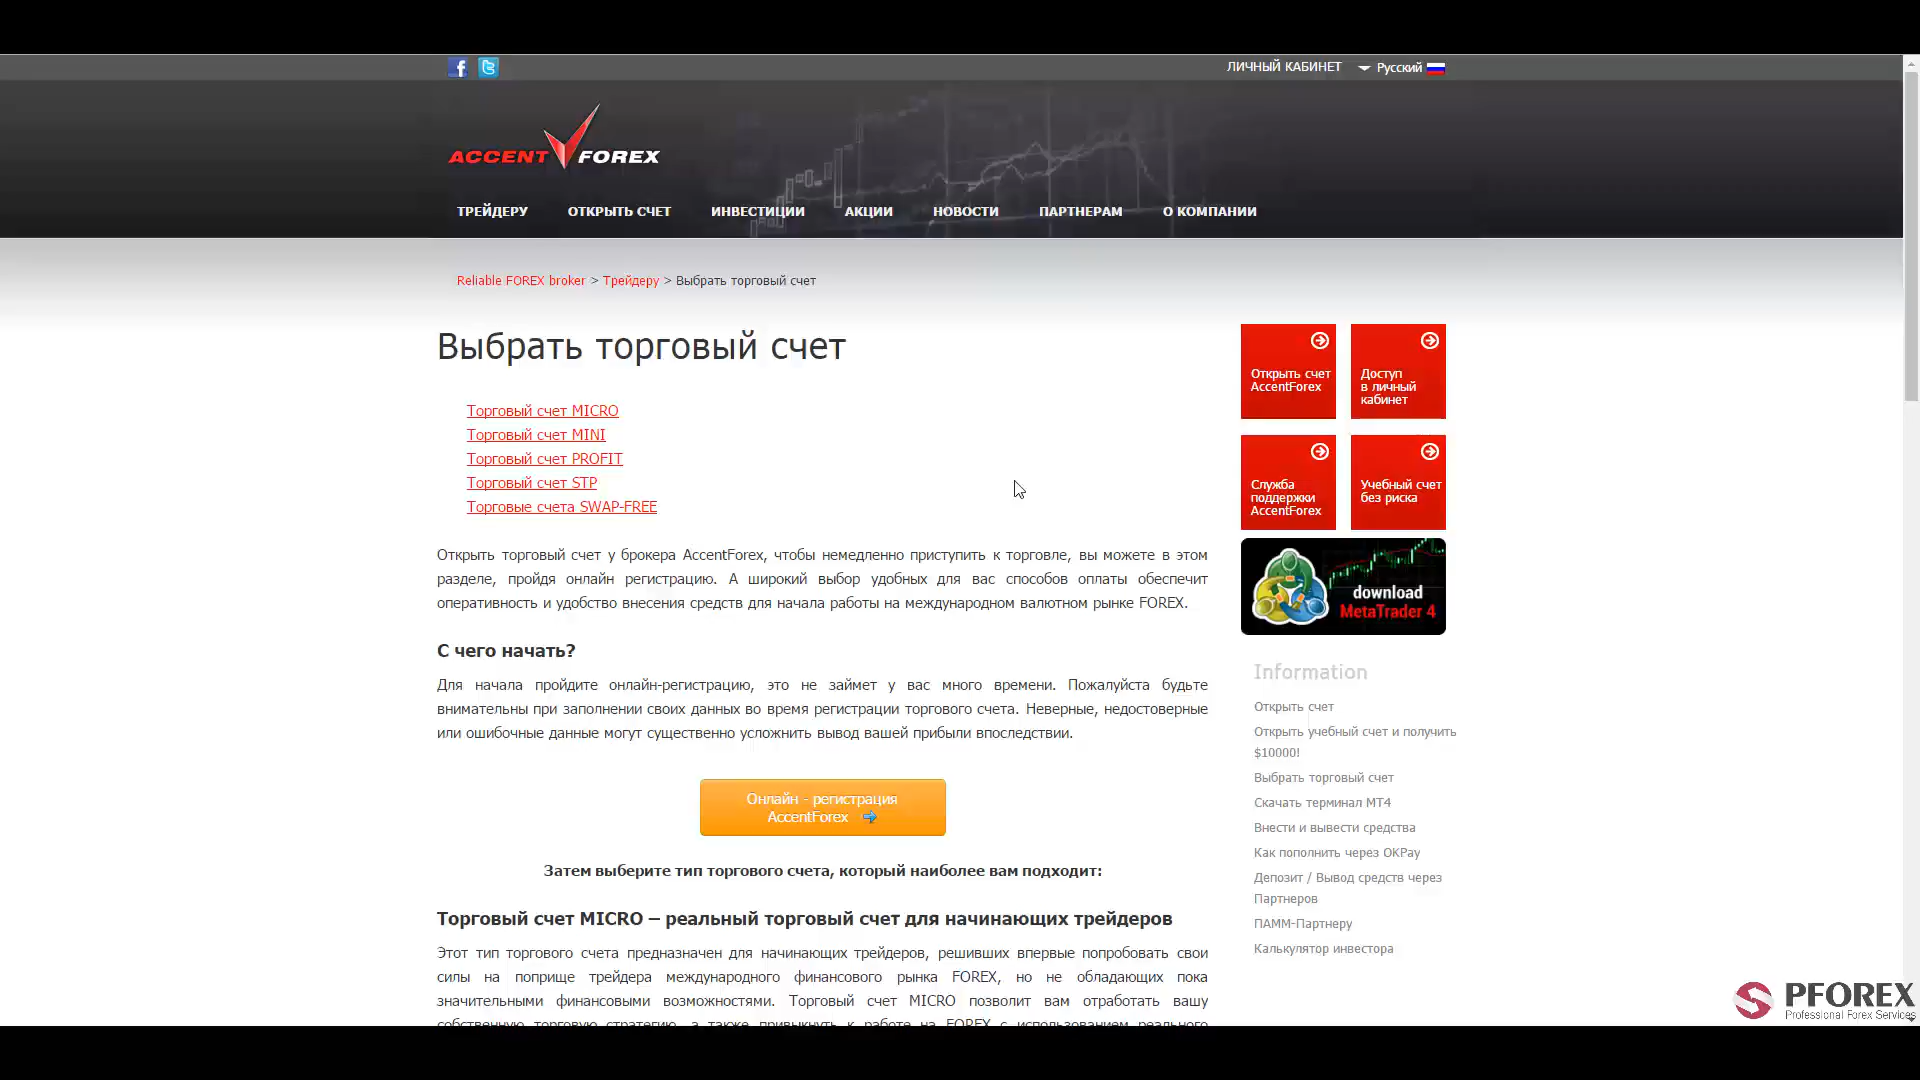 ЛИЧНЫЙ КАБИНЕТ Русский
ACCENT FOREX
ТРЕЙДЕРУ ОТКРЫТЬ СЧЕТ ИНВЕСТИЦИИ АКЦИИ НОВОСТИ ПАРТНЕРАМ О КОМПАНИИ
Reliable FOREX broker > Трейдеру > Выбрать торговый счет
Выбрать торговый счет
Торговый счет MICRO
Торговый счет MINI
Торговый счет PROFIT
Торговый счет STP
Торговые счета SWAP-FREE
Открыть торговый счет у брокера AccentForex, чтобы немедленно приступить к торговле, вы можете в этом
разделе, пройдя онлайн регистрацию. А широкий выбор удобных для вас способов оплаты обеспечит
оперативность и удобство внесения средств для начала работы на международном валютном рынке FOREX.
С чего начать?
Для начала пройдите онлайн-регистрацию, это не займет у вас много времени. Пожалуйста будьте
внимательны при заполнении своих данных во время регистрации торгового счета. Неверные, недостоверные
или ошибочные данные могут существенно усложнить вывод вашей прибыли впоследствии.
Онлайн - регистрация
AccentForex
Затем выберите тип торгового счета, который наиболее вам подходит:
Торговый счет MICRO – реальный торговый счет для начинающих трейдеров
Этот тип торгового счета предназначен для начинающих трейдеров, решивших впервые попробовать свои
силы на поприще трейдера международного финансового рынка FOREX, но не обладающих пока
значительными финансовыми возможностями. Торговый счет MICRO позволит вам отработать вашу
собственную торговую стратегию, а также привыкнуть к работе на FOREX с использованием реального
Открыть счет
AccentForex
Доступ
в личный
кабинет
Служба
поддержки
AccentForex
Учебный счет
без риска
download
MetaTrader 4
Information
Открыть счет
Открыть учебный счет и получить
$10000!
Выбрать торговый счет
Скачать терминал МТ4
Внести и вывести средства
Как пополнить через OKPay
Депозит / Вывод средств через
Партнеров
ПАММ-Партнеру
Калькулятор инвестора
PFOREX
Professional Forex Services